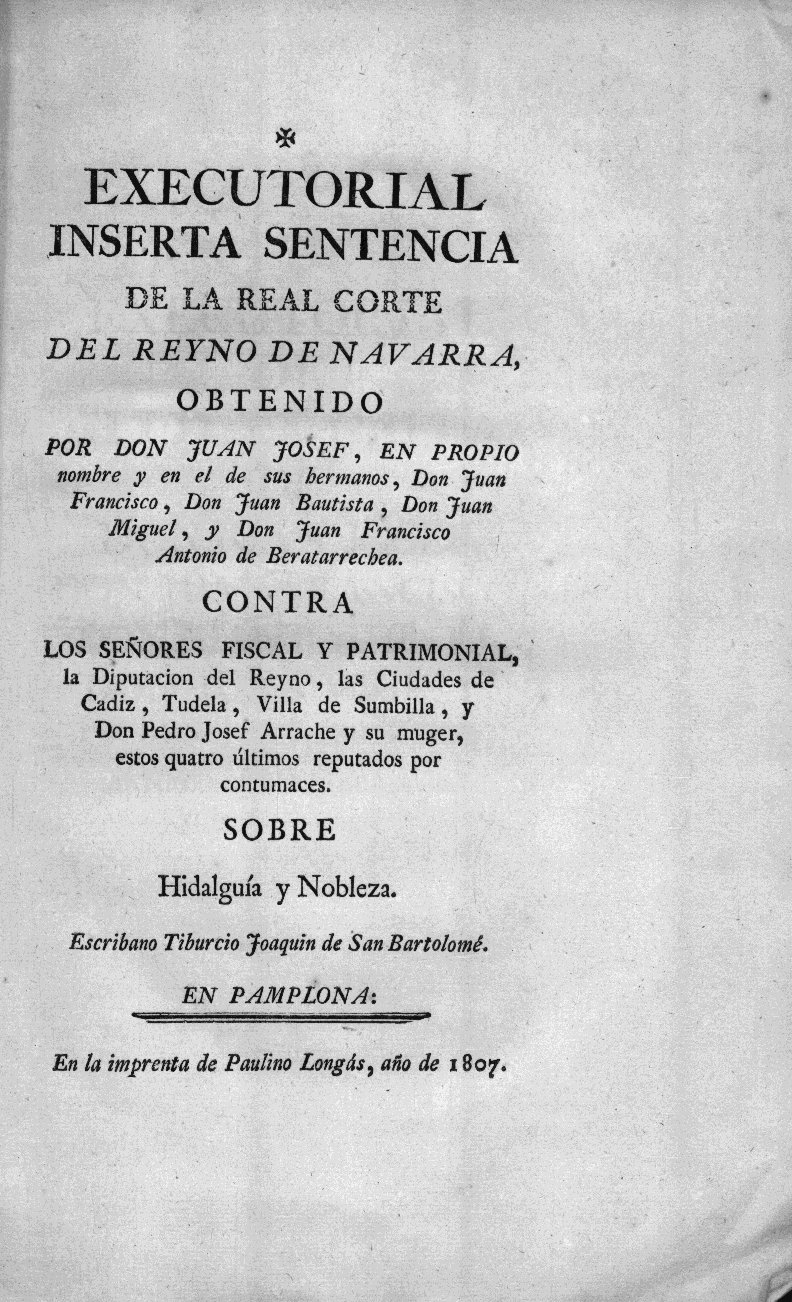 ✠
EXECUTORIAL
INSERTA SENTENCIA
DE LA REAL CORTE
DEL REYNO DE NAVARRA,
OBTENIDO
POR DON JUAN JOSEF, EN PROPIO
nombre y en el de sus hermanos, Don Juan
Francisco, Don Juan Bautista, Don Juan
Miguel, y Don Juan Francisco
Antonio de Beratarrechea.
CONTRA
LOS SEÑORES FISCAL Y PATRIMONIAL,
la Diputacion del Reyno, las Ciudades de
Cadiz, Tudela, Villa de Sumbilla, y
Don Pedro Josef Arrache y su muger,
estos quatro últimos reputados por
contumaces.
SOBRE
Hidalguía y Nobleza.
Escribano Tiburcio Joaquin de San Bartolomé.
EN PAMPLONA:
En la imprenta de Paulino Longás, año de 1807.